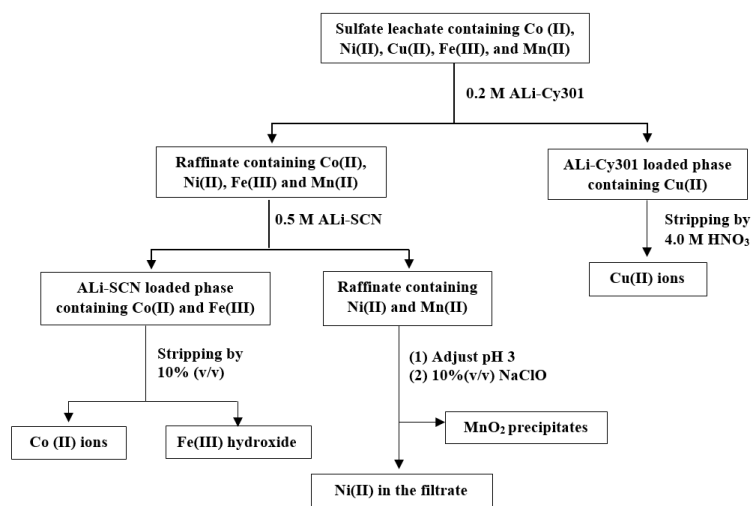 Sulfate leachate containing Co (II),
Ni(II), Cu(II), Fe(III), and Mn(II)
0.2 M ALi-Cy301
Raffinate containing Co(II),
Ni(II), Fe(III) and Mn(II)
ALi-Cy301 loaded phase
containing Cu(II)
0.5 M ALi-SCN
Stripping by
4.0 M HNO₃
ALi-SCN loaded phase
containing Co(II) and Fe(III)
Raffinate containing
Ni(II) and Mn(II)
Cu(II) ions
Stripping by
10% (v/v)
(1) Adjust pH 3
(2) 10%(v/v) NaClO
Co (II) ions
Fe(III) hydroxide
MnO₂ precipitates
Ni(II) in the filtrate